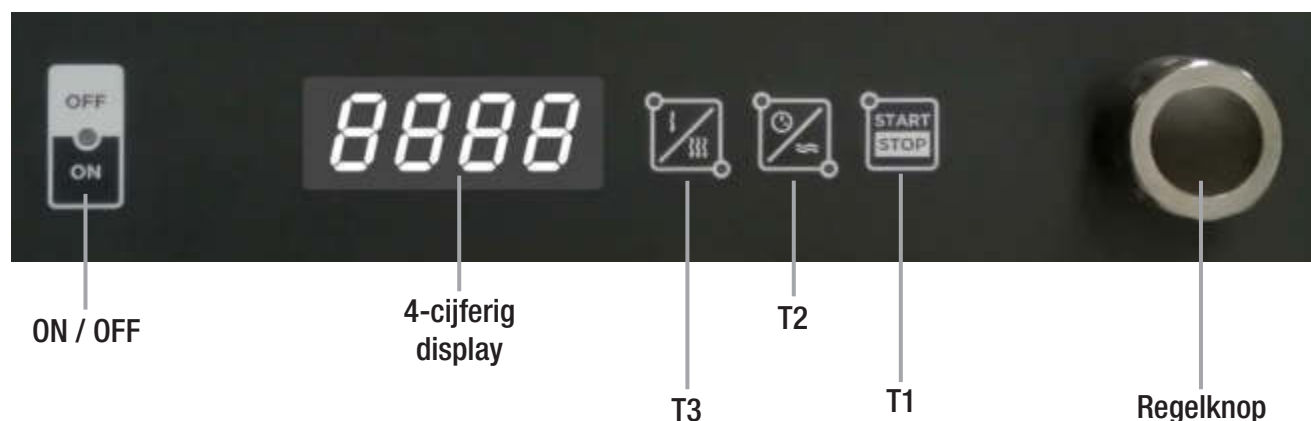 OFF
ON
8888
START
STOP
ON / OFF
4-cijferig
display
T3
T2
T1
Regelknop